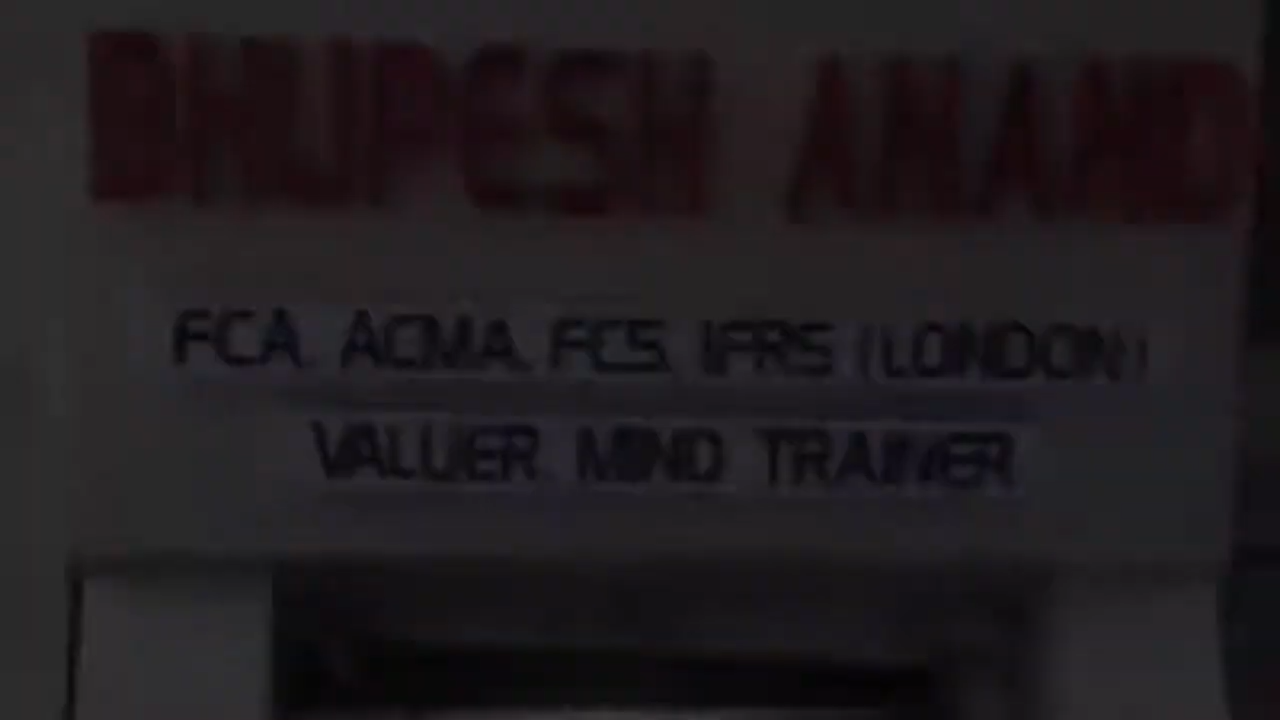 BHUPESH ANAND
FCA, ACMA, FCS, IFRS (LONDON)
VALUER, MIND TRAINER